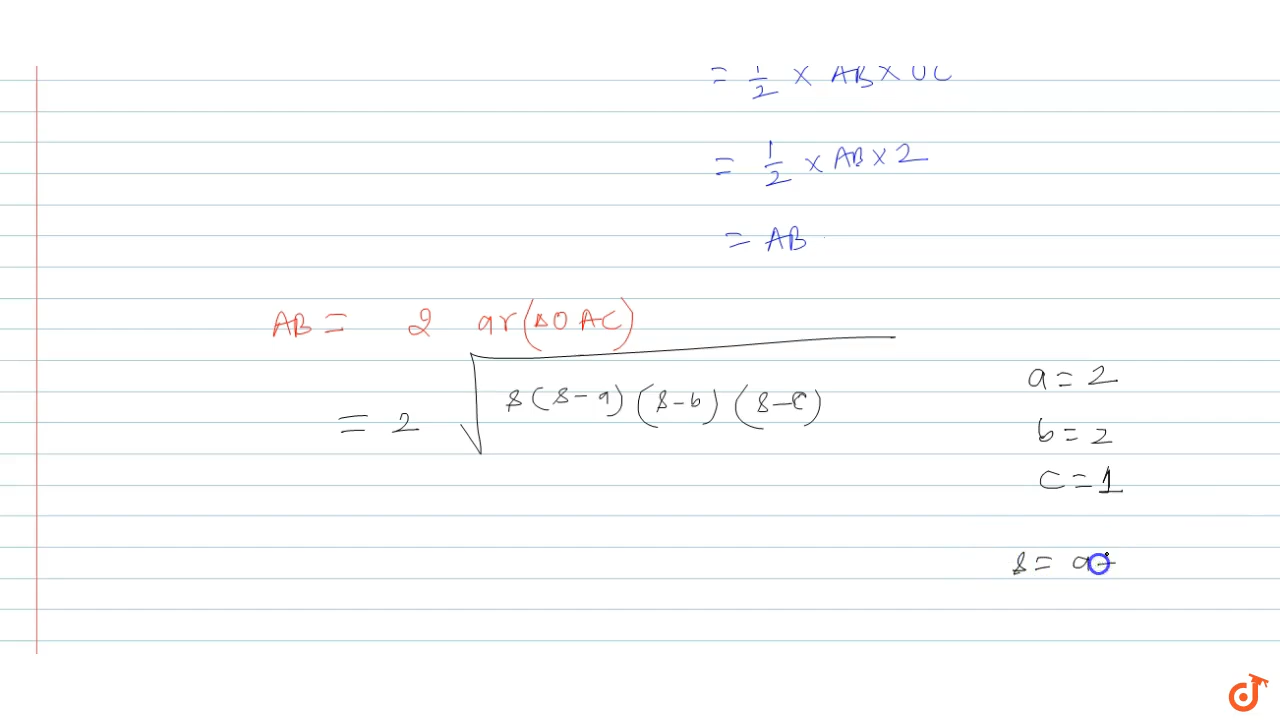 = 1/2 × AB × OC
= 1/2 × AB × 2
= AB
AB = 2 ar(ΔOAC)
= 2 √s(s-a)(s-b)(s-c)
a = 2
b = 2
c = 1
s = a+